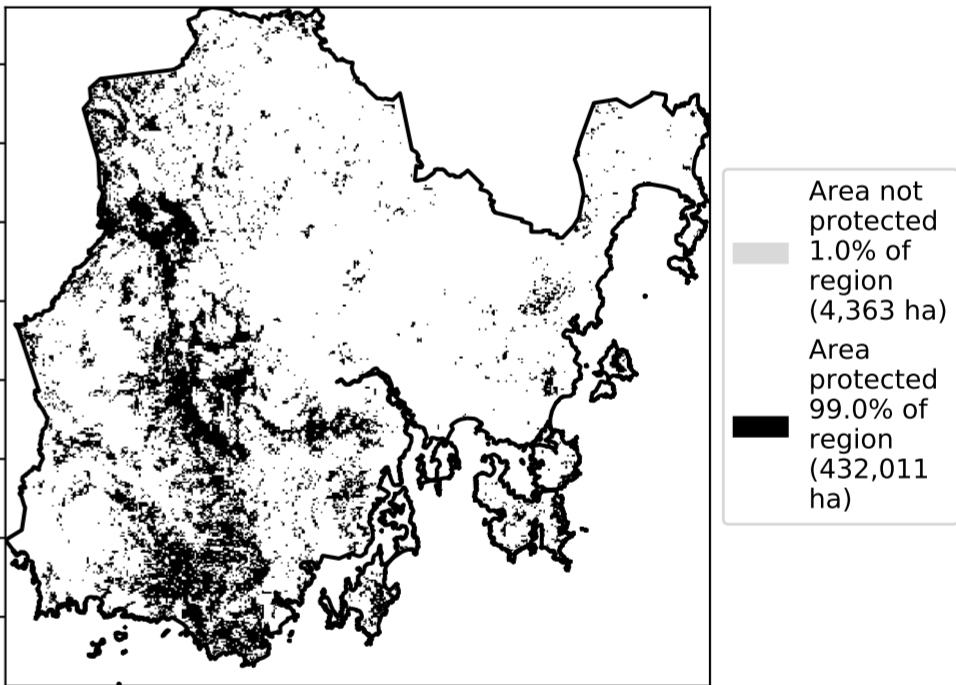 Area not
protected
1.0% of
region
(4,363 ha)
Area
protected
99.0% of
region
(432,011
ha)